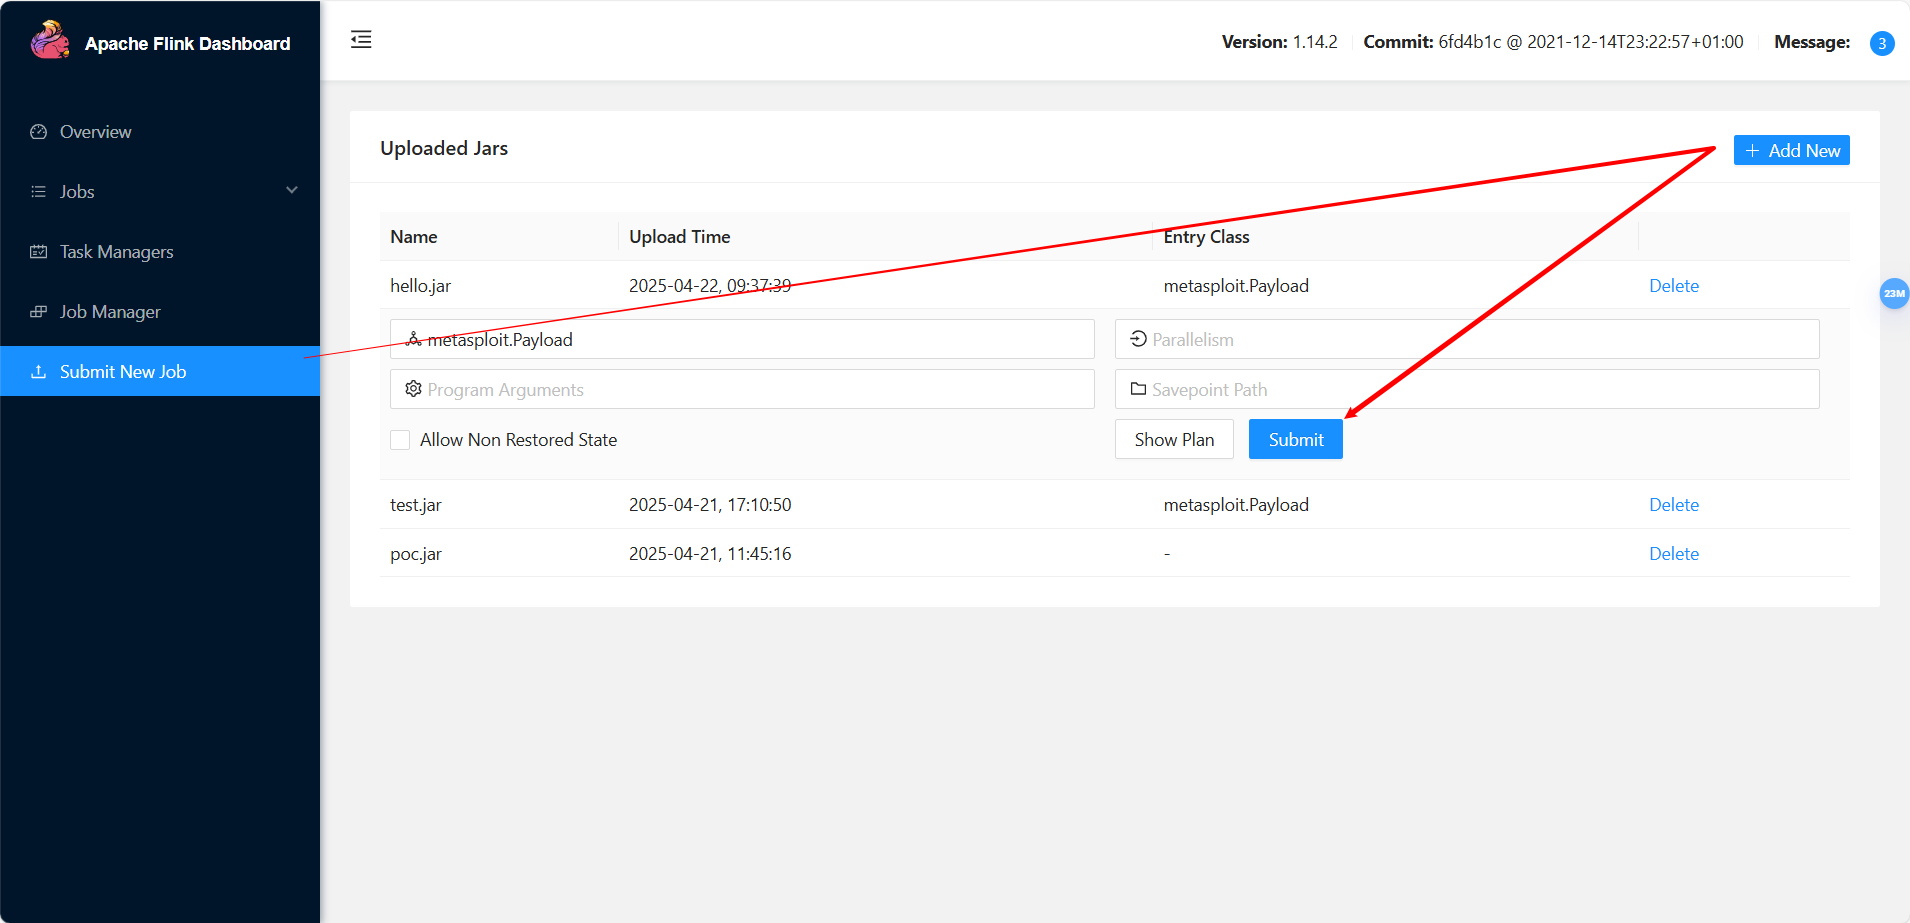 Apache Flink Dashboard
Version: 1.14.2 Commit: 6fd4b1c @ 2021-12-14T23:22:57+01:00 Message: 3
Overview
Jobs
Task Managers
Job Manager
Submit New Job
Uploaded Jars
+ Add New
Name Upload Time Entry Class
hello.jar 2025-04-22, 09:37:39 metasploit.Payload Delete
23M
metasploit.Payload Parallelism
Program Arguments Savepoint Path
Allow Non Restored State Show Plan Submit
test.jar 2025-04-21, 17:10:50 metasploit.Payload Delete
poc.jar 2025-04-21, 11:45:16 - Delete